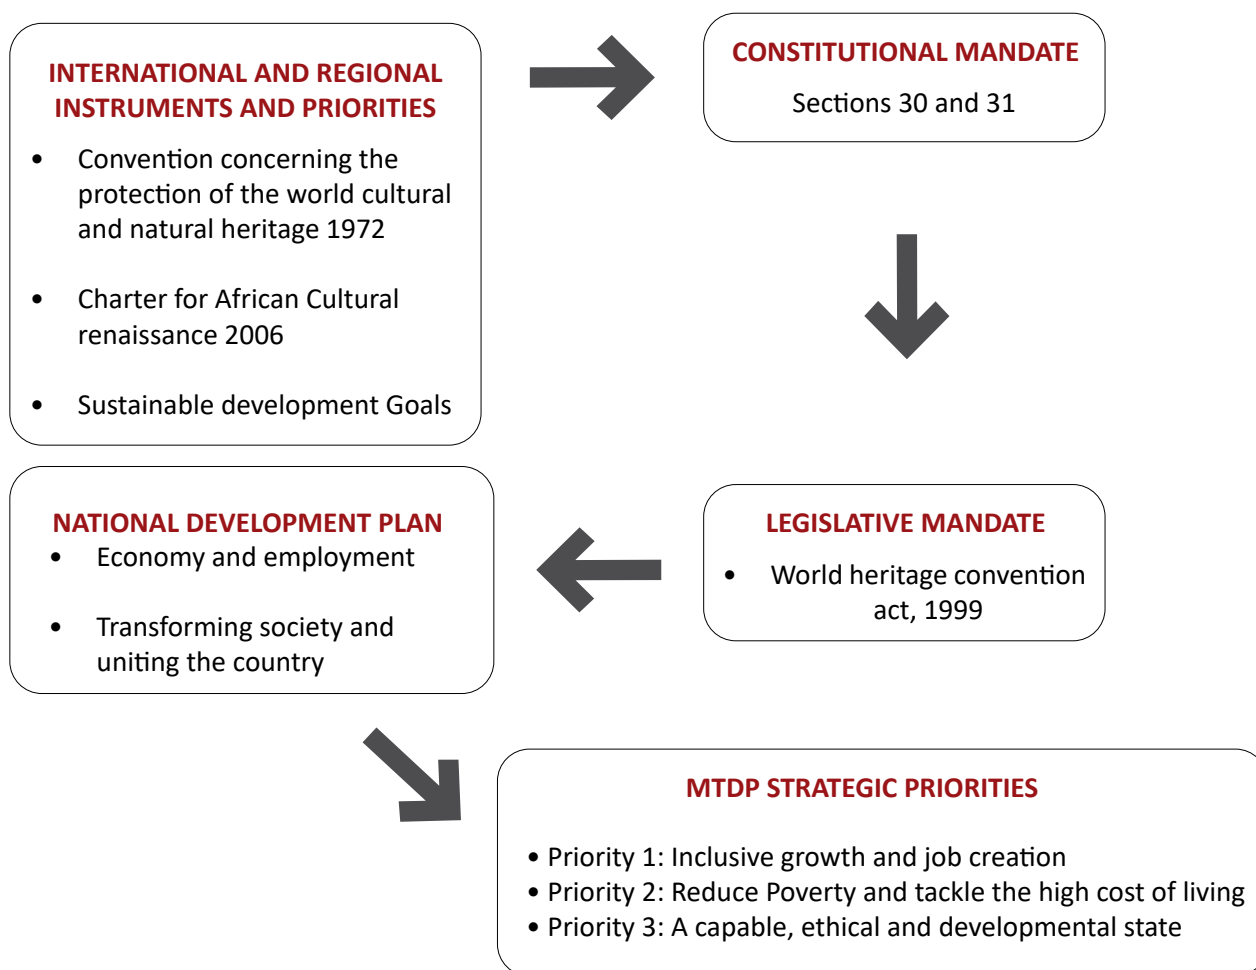 INTERNATIONAL AND REGIONAL
INSTRUMENTS AND PRIORITIES
• Convention concerning the
protection of the world cultural
and natural heritage 1972
• Charter for African Cultural
renaissance 2006
• Sustainable development Goals
CONSTITUTIONAL MANDATE
Sections 30 and 31
LEGISLATIVE MANDATE
• World heritage convention
act, 1999
NATIONAL DEVELOPMENT PLAN
• Economy and employment
• Transforming society and
uniting the country
MTDP STRATEGIC PRIORITIES
• Priority 1: Inclusive growth and job creation
• Priority 2: Reduce Poverty and tackle the high cost of living
• Priority 3: A capable, ethical and developmental state